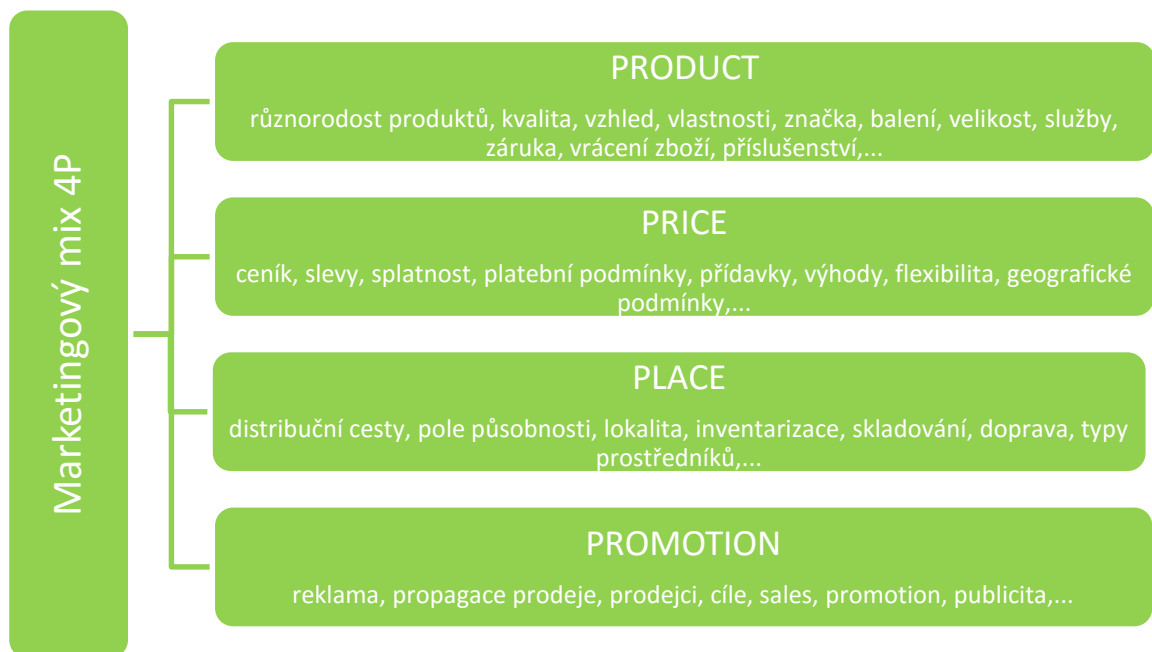 Marketingový mix 4P
PRODUCT
různorodost produktů, kvalita, vzhled, vlastnosti, značka, balení, velikost, služby,
záruka, vrácení zboží, příslušenství,...
PRICE
ceník, slevy, splatnost, platební podmínky, přídavky, výhody, flexibilita, geografické
podmínky,...
PLACE
distribuční cesty, pole působnosti, lokalita, inventarizace, skladování, doprava, typy
prostředníků,...
PROMOTION
reklama, propagace prodeje, prodejci, cíle, sales, promotion, publicita,...